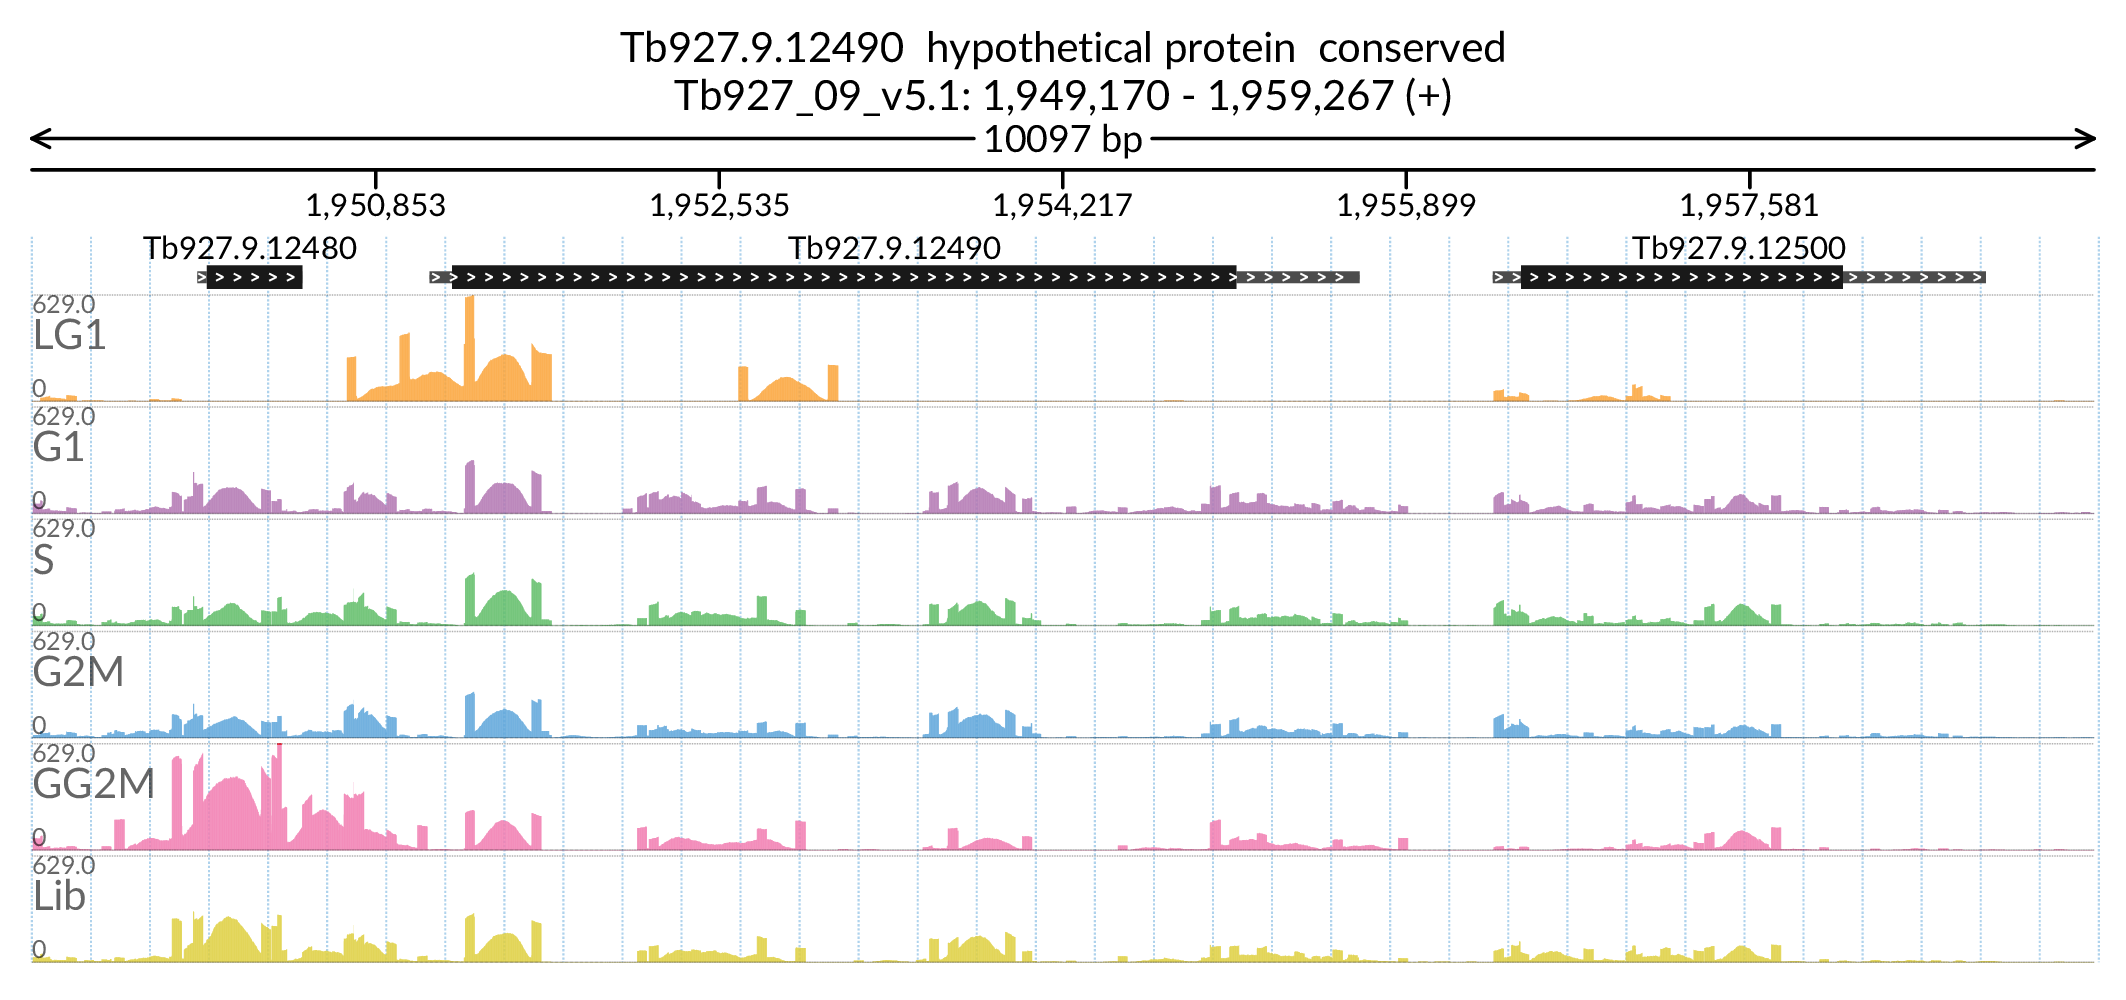 Tb927.9.12490  hypothetical protein  conserved
Tb927_09_v5.1: 1,949,170 - 1,959,267 (+)
10097 bp
1,950,853 1,952,535 1,954,217 1,955,899 1,957,581
Tb927.9.12480 Tb927.9.12490 Tb927.9.12500
629.0
LG1
0
629.0
G1
0
629.0
S
0
629.0
G2M
0
629.0
GG2M
0
629.0
Lib
0